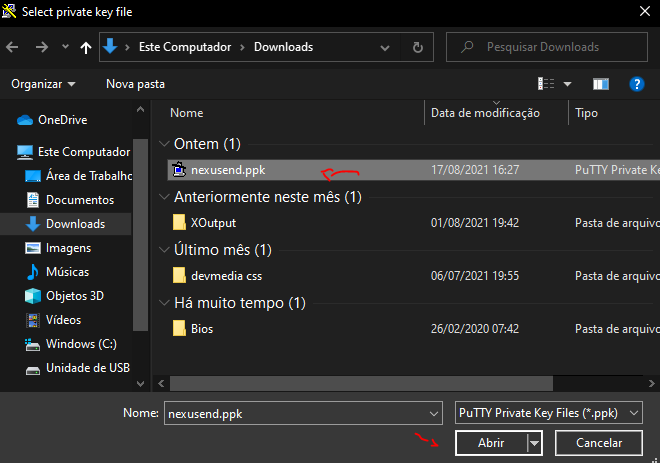 Select private key file
Este Computador > Downloads
Pesquisar Downloads
Organizar
Nova pasta
Nome
Data de modificação
Tipo
OneDrive
Este Computador
Área de Trabalho
Documentos
Downloads
Imagens
Músicas
Objetos 3D
Vídeos
Windows (C:)
Unidade de USB
Ontem (1)
nexusend.ppk 17/08/2021 16:27 PuTTY Private Ke
Anteriormente neste mês (1)
XOutput 01/08/2021 19:42 Pasta de arquivo
Último mês (1)
devmedia css 06/07/2021 19:55 Pasta de arquivo
Há muito tempo (1)
Bios 26/02/2020 07:42 Pasta de arquivo
Nome: nexusend.ppk
PuTTY Private Key Files (*.ppk)
Abrir
Cancelar